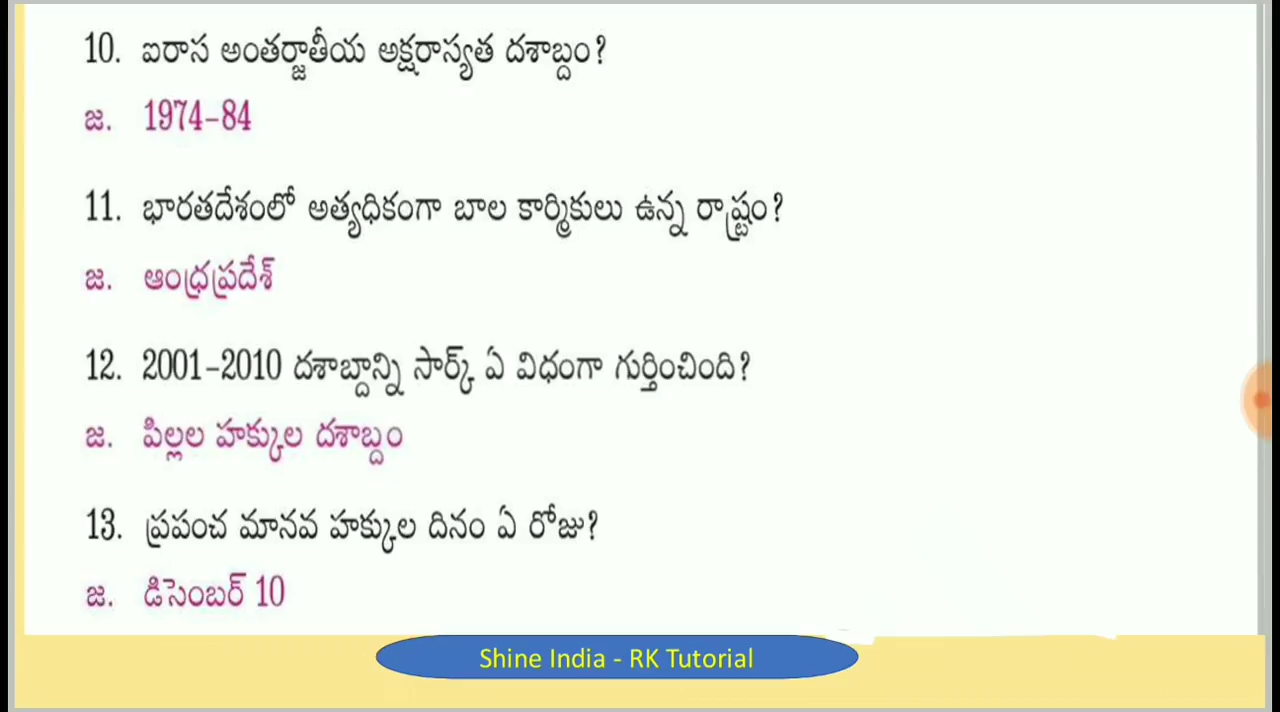 10. ఐరాస అంతర్జాతీయ అక్షరాస్యత దశాబ్దం?
జ. 1974-84
11. భారతదేశంలో అత్యధికంగా బాల కార్మికులు ఉన్న రాష్ట్రం?
జ. ఆంధ్రప్రదేశ్
12. 2001-2010 దశాబ్దాన్ని సార్క్ ఏ విధంగా గుర్తించింది?
జ. పిల్లల హక్కుల దశాబ్దం
13. ప్రపంచ మానవ హక్కుల దినం ఏ రోజు?
జ. డిసెంబర్ 10
Shine India - RK Tutorial